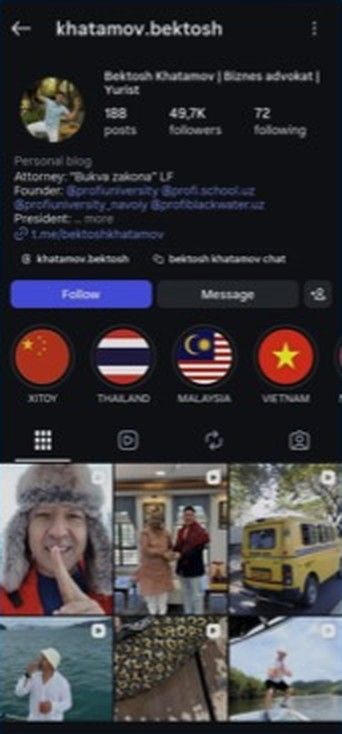 khatamov.bektosh
Bektosh Khatamov | Biznes advokat |
Yurist
188 49,7K 72
posts followers following
Personal blog
Attorney: "Bukva zakona" LF
Founder: @profiuniversity @profi.school.uz
@profiuniversity_navoiy @profiblackwater.uz
President: ... more
t.me/bektoshkhatamov
khatamov.bektosh bektosh khatamov chat
Follow Message
XITOY THAILAND MALAYSIA VIETNAM